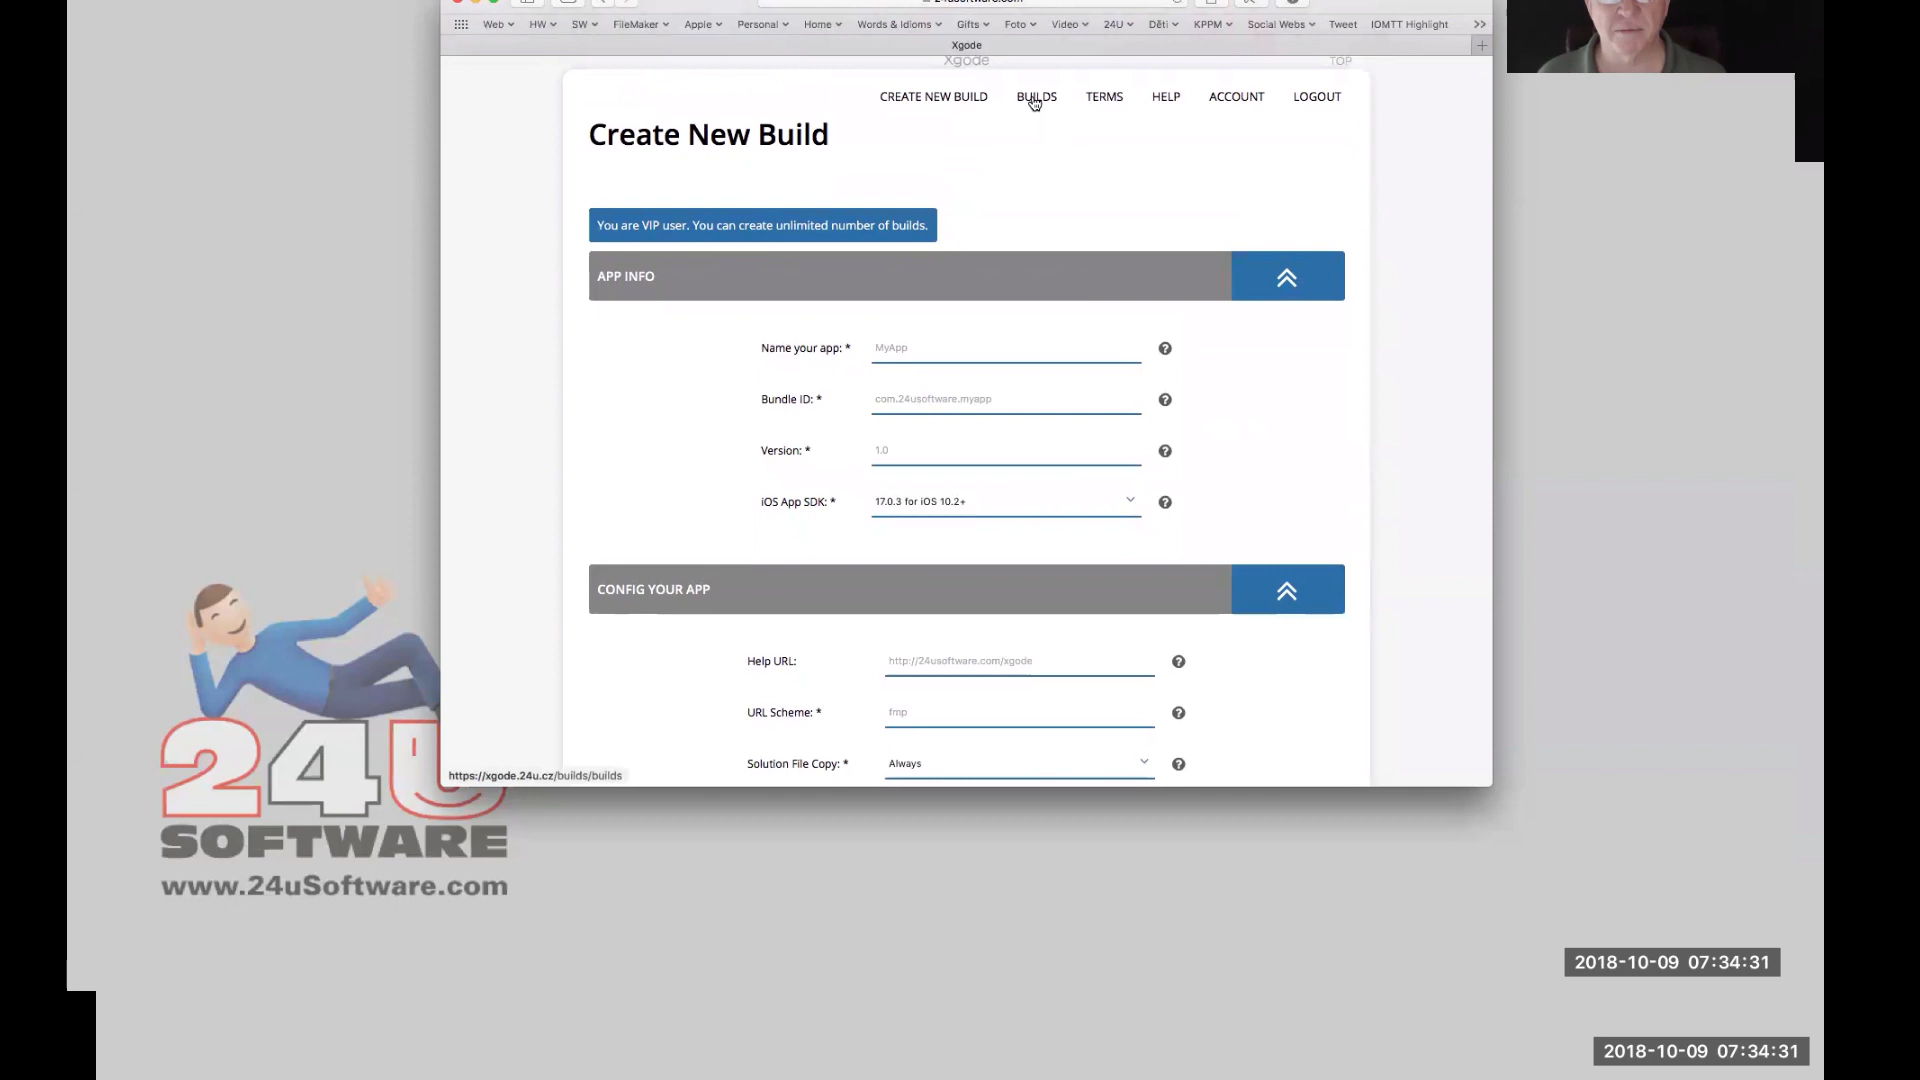 Web HW SW FileMaker Apple Personal Home Words & Idioms Gifts Foto Video 24U Děti KPPM Social Webs Tweet IOMTT Highlight >>
Xgode
Xgode TOP
CREATE NEW BUILD BUILDS TERMS HELP ACCOUNT LOGOUT
Create New Build
You are VIP user. You can create unlimited number of builds.
APP INFO
Name your app: * MyApp
Bundle ID: * com.24usoftware.myapp
Version: * 1.0
iOS App SDK: * 17.0.3 for iOS 10.2+
CONFIG YOUR APP
Help URL: http://24usoftware.com/xgode
URL Scheme: * fmp
Solution File Copy: * Always
https://xgode.24u.cz/builds/builds
24U
SOFTWARE
www.24uSoftware.com
2018-10-09 07:34:31
2018-10-09 07:34:31